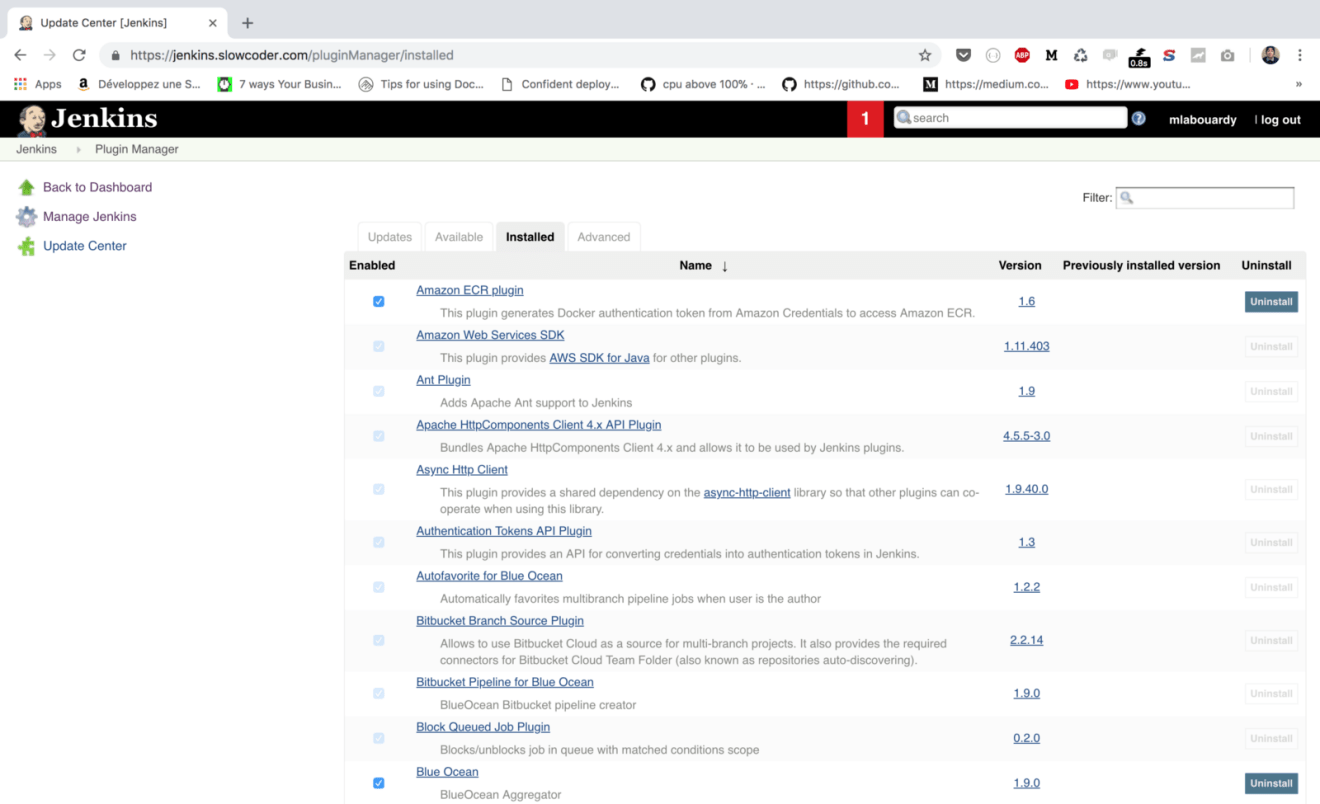 Update Center [Jenkins]
https://jenkins.slowcoder.com/pluginManager/installed
ABP
M
0.8s
S
Apps
a
Développez une S...
7 ways Your Busin...
Tips for using Doc...
Confident deploy...
cpu above 100% · ...
https://github.co...
M
https://medium.co...
https://www.youtu...
»
Jenkins
1
search
?
mlabouardy
| log out
Jenkins
Plugin Manager
Back to Dashboard
Manage Jenkins
Update Center
Filter:
Updates
Available
Installed
Advanced
Enabled
Name ↓
Version
Previously installed version
Uninstall
Amazon ECR plugin
This plugin generates Docker authentication token from Amazon Credentials to access Amazon ECR.
1.6
Uninstall
Amazon Web Services SDK
This plugin provides AWS SDK for Java for other plugins.
1.11.403
Uninstall
Ant Plugin
Adds Apache Ant support to Jenkins
1.9
Uninstall
Apache HttpComponents Client 4.x API Plugin
Bundles Apache HttpComponents Client 4.x and allows it to be used by Jenkins plugins.
4.5.5-3.0
Uninstall
Async Http Client
This plugin provides a shared dependency on the async-http-client library so that other plugins can co-
operate when using this library.
1.9.40.0
Uninstall
Authentication Tokens API Plugin
This plugin provides an API for converting credentials into authentication tokens in Jenkins.
1.3
Uninstall
Autofavorite for Blue Ocean
Automatically favorites multibranch pipeline jobs when user is the author
1.2.2
Uninstall
Bitbucket Branch Source Plugin
Allows to use Bitbucket Cloud as a source for multi-branch projects. It also provides the required
connectors for Bitbucket Cloud Team Folder (also known as repositories auto-discovering).
2.2.14
Uninstall
Bitbucket Pipeline for Blue Ocean
BlueOcean Bitbucket pipeline creator
1.9.0
Uninstall
Block Queued Job Plugin
Blocks/unblocks job in queue with matched conditions scope
0.2.0
Uninstall
Blue Ocean
BlueOcean Aggregator
1.9.0
Uninstall